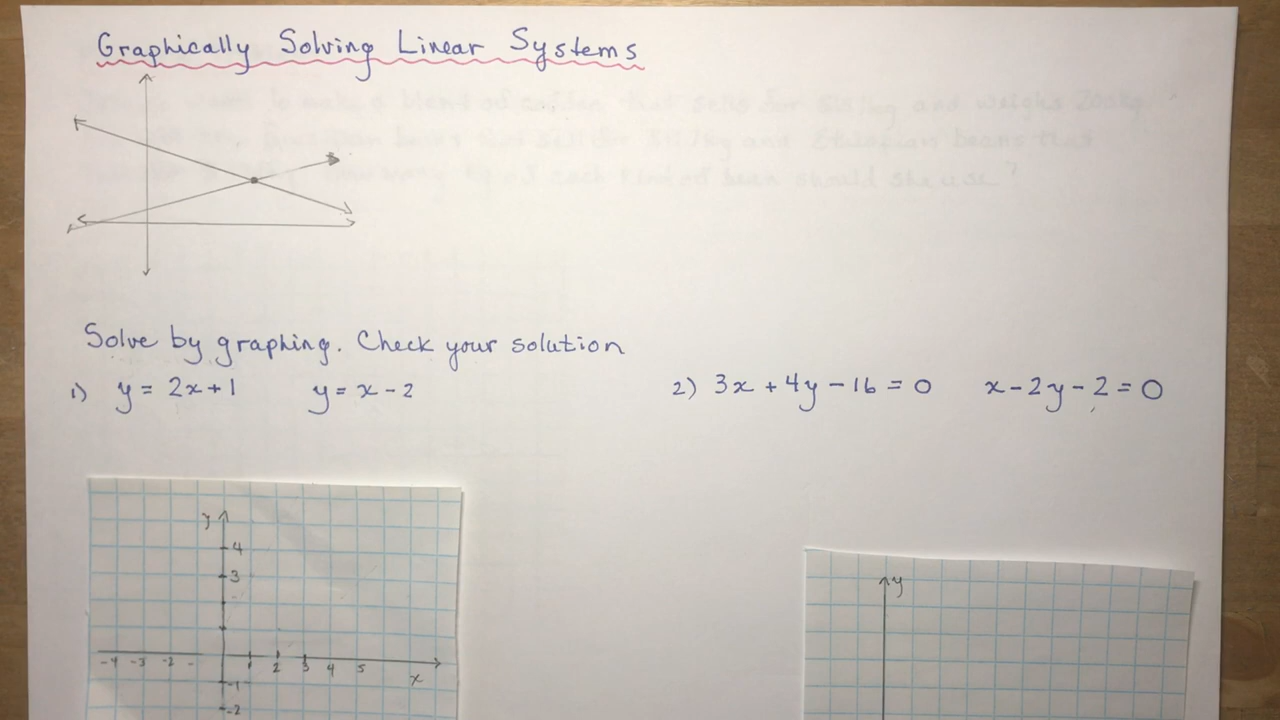 Graphically Solving Linear Systems
Solve by graphing. Check your solution
1) y = 2x+1 y = x-2
2) 3x + 4y - 16 = 0 x - 2y - 2 = 0
y
4
3
-4 -3 -2 - 1 2 3 4 5
x
-1
-2
y